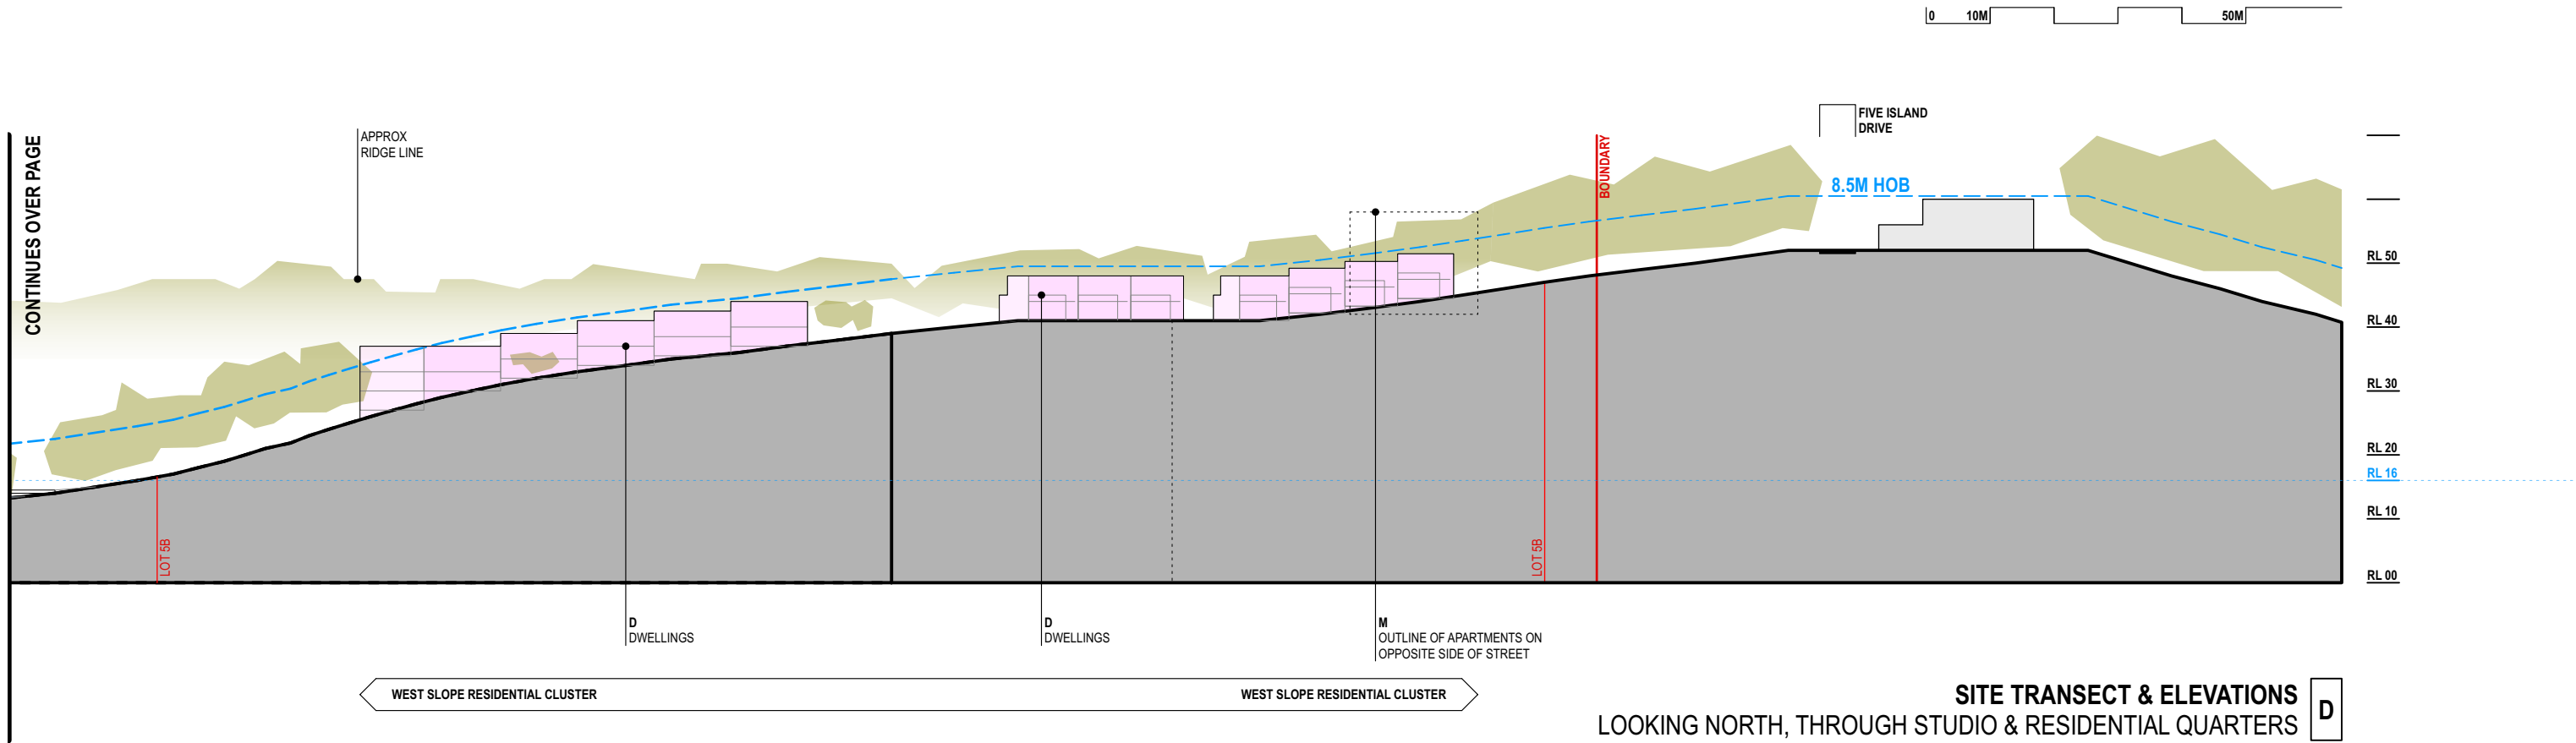 0 10M 50M
FIVE ISLAND
DRIVE
CONTINUES OVER PAGE
APPROX
RIDGE LINE
BOUNDARY
8.5M HOB
RL 50
RL 40
RL 30
RL 20
RL 16
RL 10
RL 00
LOT 5B
LOT 5B
D
DWELLINGS
D
DWELLINGS
M
OUTLINE OF APARTMENTS ON
OPPOSITE SIDE OF STREET
WEST SLOPE RESIDENTIAL CLUSTER
WEST SLOPE RESIDENTIAL CLUSTER
SITE TRANSECT & ELEVATIONS
LOOKING NORTH, THROUGH STUDIO & RESIDENTIAL QUARTERS
D